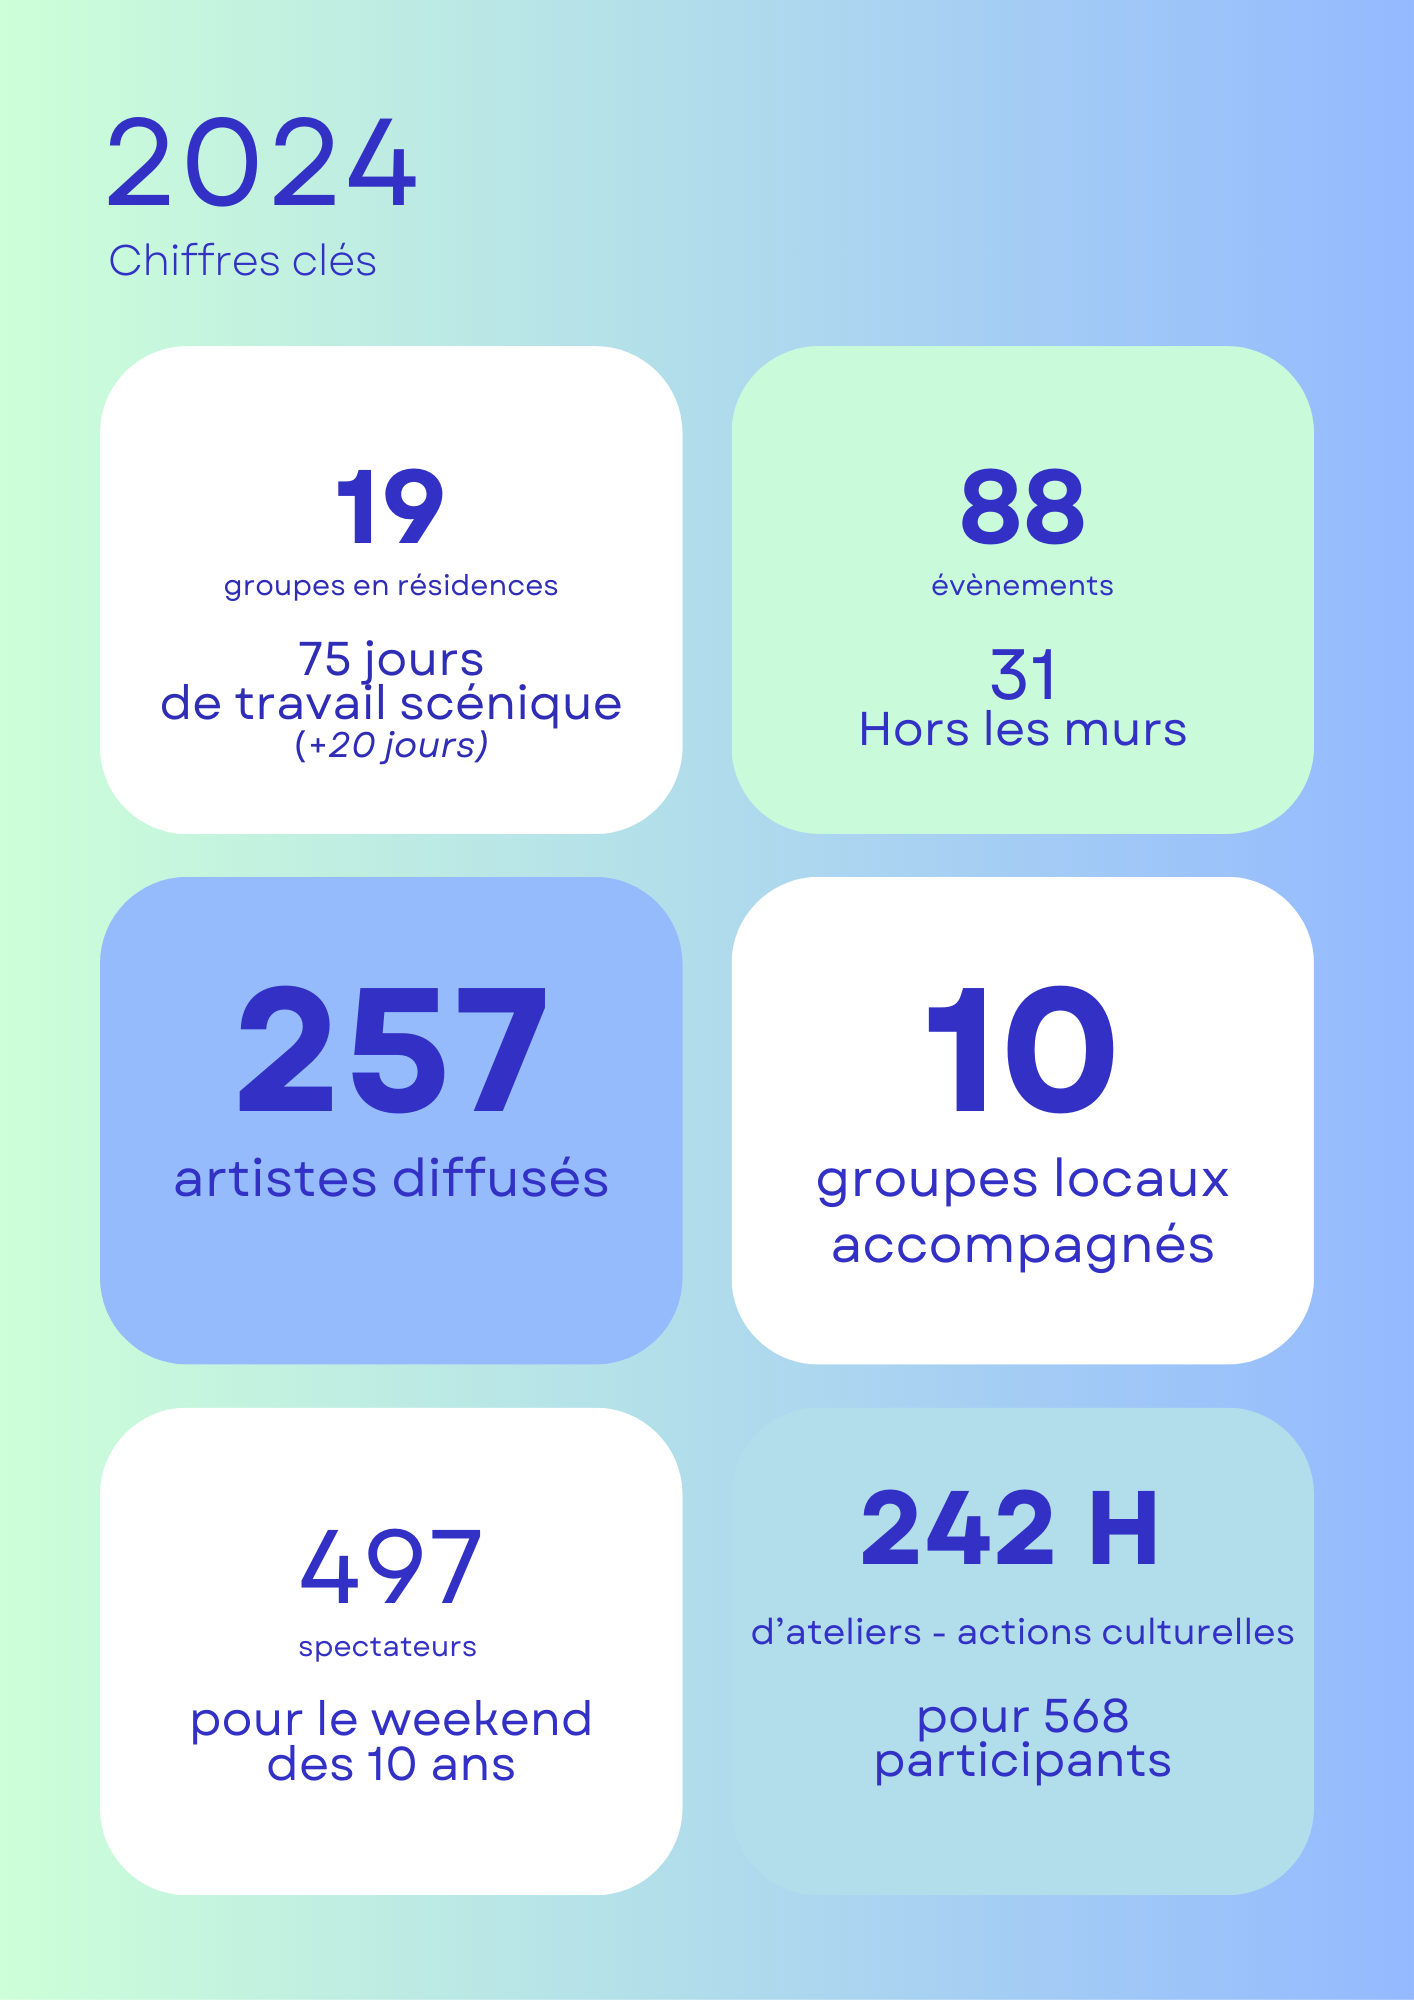 2024
Chiffres clés
19
groupes en résidences
75 jours
de travail scénique
(+20 jours)
88
évènements
31
Hors les murs
257
artistes diffusés
10
groupes locaux
accompagnés
497
spectateurs
pour le weekend
des 10 ans
242 H
d’ateliers - actions culturelles
pour 568
participants